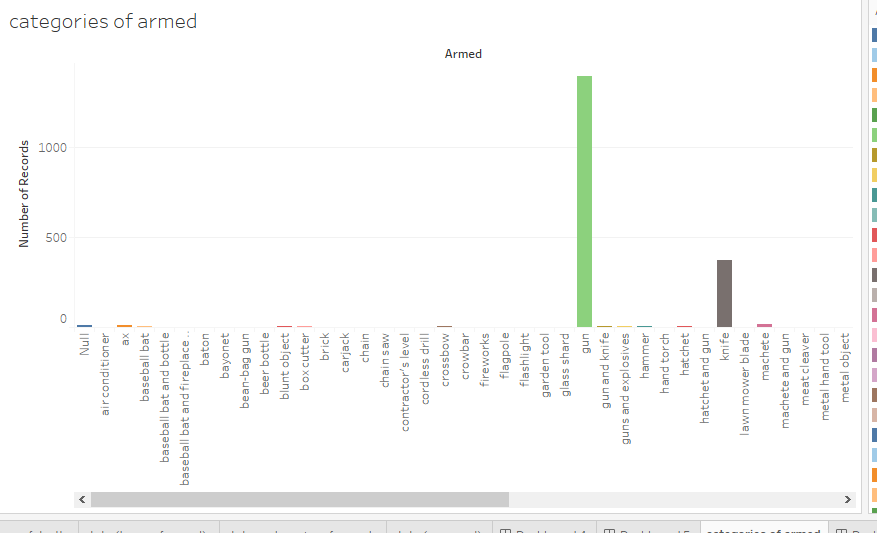 categories of armed
Armed
Number of Records
1000
500
0
Null
air conditioner
ax
baseball bat
baseball bat and bottle
baseball bat and fireplace ..
baton
bayonet
bean-bag gun
beer bottle
blunt object
box cutter
brick
carjack
chain
chain saw
contractor's level
cordless drill
crossbow
crowbar
fireworks
flagpole
flashlight
garden tool
glass shard
gun
gun and knife
guns and explosives
hammer
hand torch
hatchet
hatchet and gun
knife
lawn mower blade
machete
machete and gun
meat cleaver
metal hand tool
metal object
categories of armed